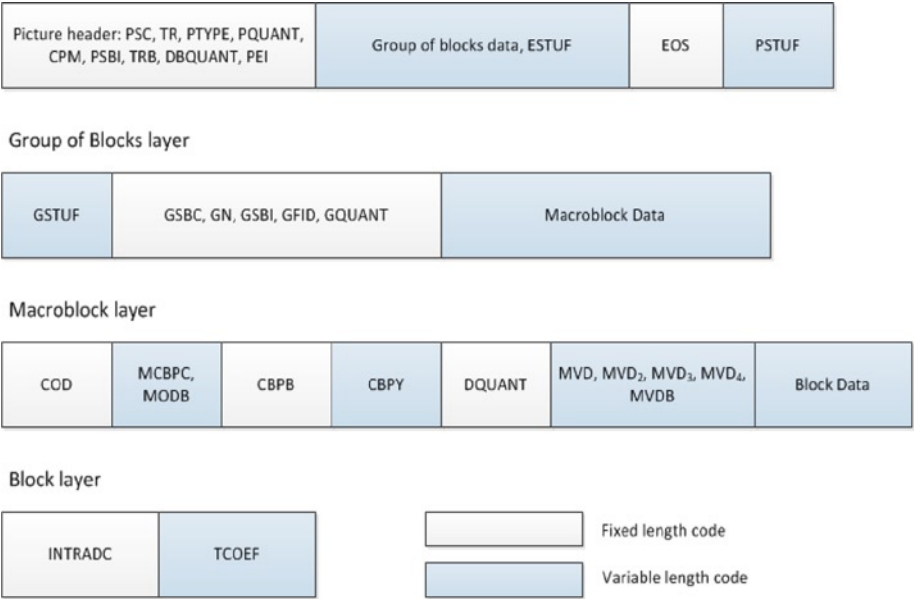 Picture header: PSC, TR, PTYPE, PQUANT,
CPM, PSBI, TRB, DBQUANT, PEI
Group of blocks data, ESTUF
EOS
PSTUF
Group of Blocks layer
GSTUF
GSBC, GN, GSBI, GFID, GQUANT
Macroblock Data
Macroblock layer
COD
MCBPC,
MODB
CBPB
CBPY
DQUANT
MVD, MVD₂, MVD₃, MVD₄,
MVDB
Block Data
Block layer
INTRADC
TCOEF
Fixed length code
Variable length code